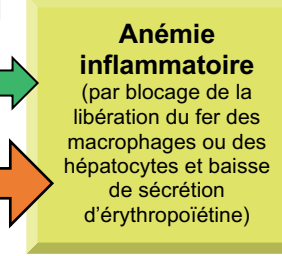 Anémie
inflammatoire
(par blocage de la
libération du fer des
macrophages ou des
hépatocytes et baisse
de sécrétion
d'érythropoïétine)